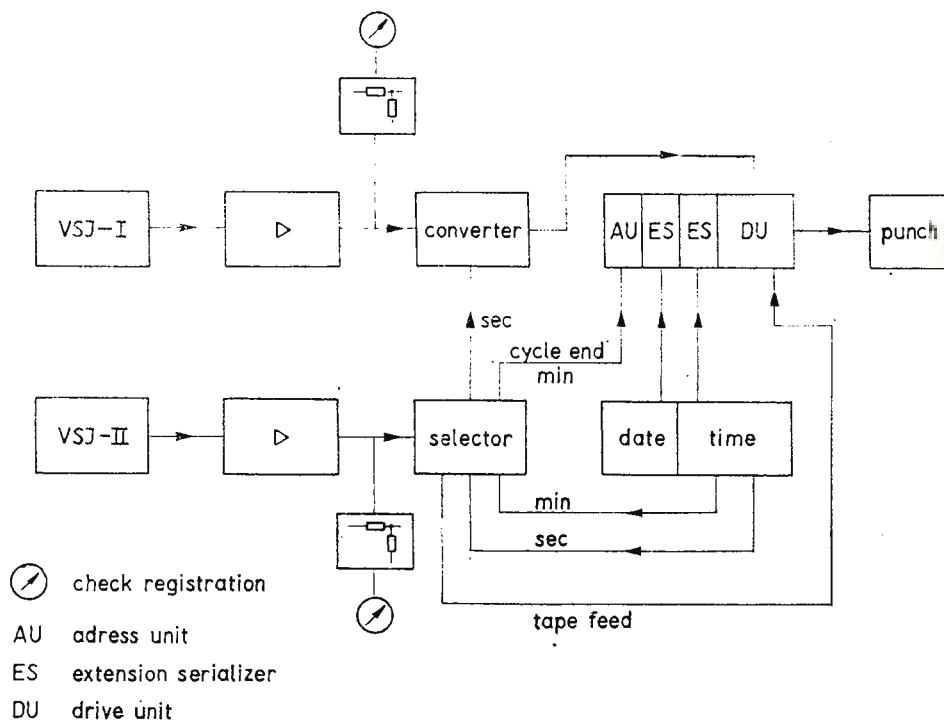 VSJ-I
converter
AU
ES
ES
DU
punch
sec
cycle end
min
VSJ-II
selector
date
time
min
sec
tape feed
check registration
AU adress unit
ES extension serializer
DU drive unit